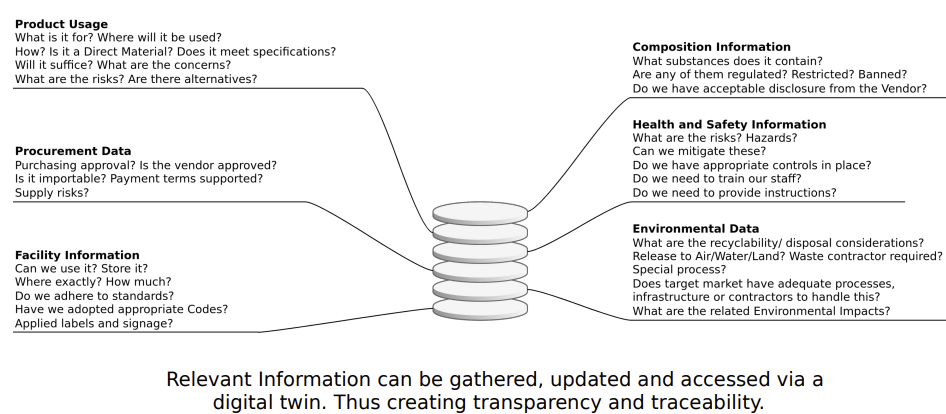 Product Usage
What is it for? Where will it be used?
How? Is it a Direct Material? Does it meet specifications?
Will it suffice? What are the concerns?
What are the risks? Are there alternatives?
Procurement Data
Purchasing approval? Is the vendor approved?
Is it importable? Payment terms supported?
Supply risks?
Facility Information
Can we use it? Store it?
Where exactly? How much?
Do we adhere to standards?
Have we adopted appropriate Codes?
Applied labels and signage?
Composition Information
What substances does it contain?
Are any of them regulated? Restricted? Banned?
Do we have acceptable disclosure from the Vendor?
Health and Safety Information
What are the risks? Hazards?
Can we mitigate these?
Do we have appropriate controls in place?
Do we need to train our staff?
Do we need to provide instructions?
Environmental Data
What are the recyclability/ disposal considerations?
Release to Air/Water/Land? Waste contractor required?
Special process?
Does target market have adequate processes,
infrastructure or contractors to handle this?
What are the related Environmental Impacts?
Relevant Information can be gathered, updated and accessed via a
digital twin. Thus creating transparency and traceability.